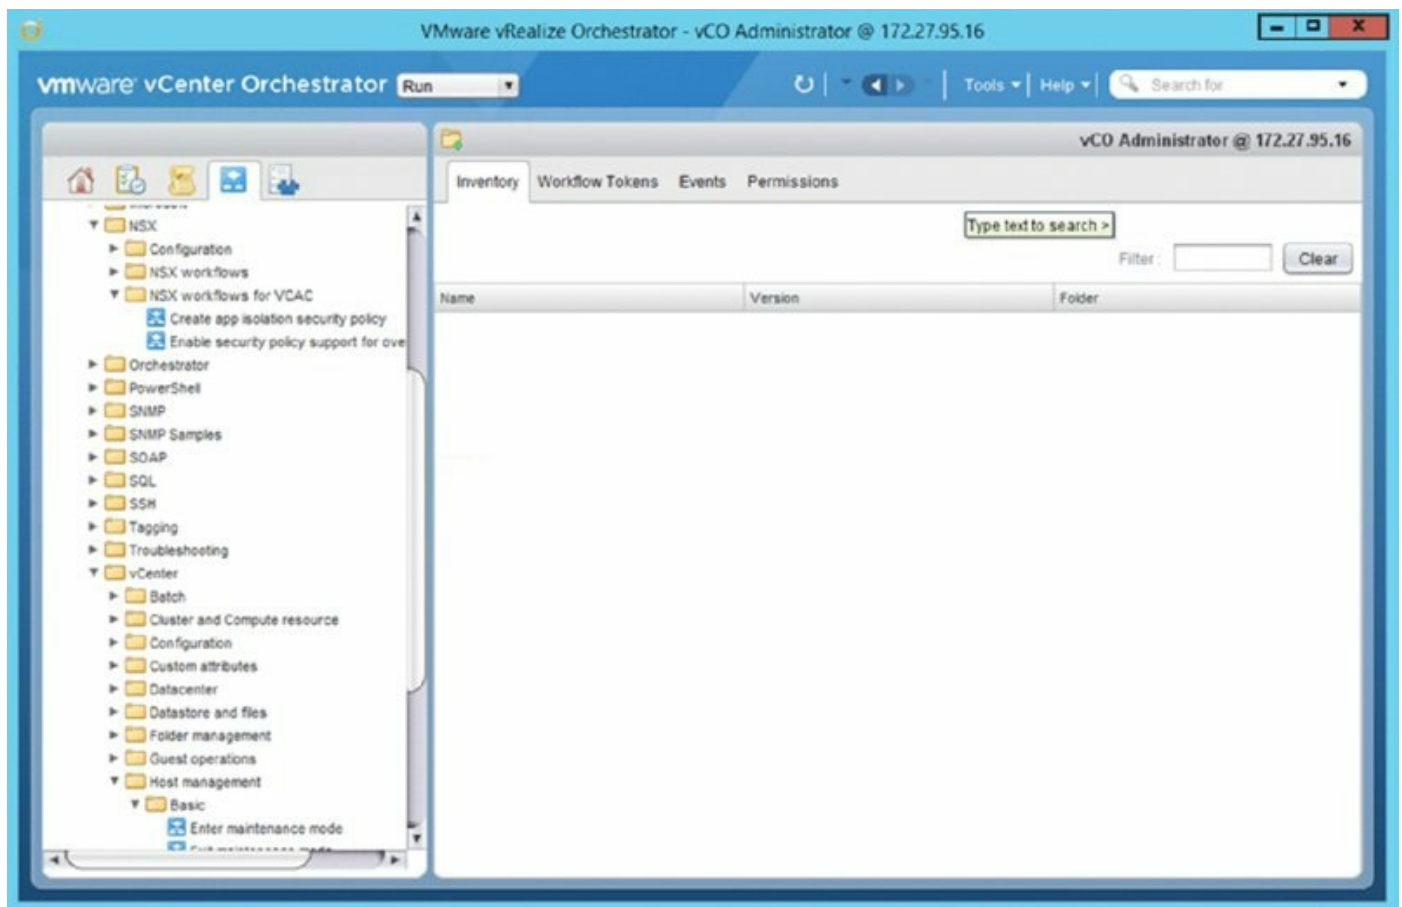 VMware vRealize Orchestrator - vCO Administrator @ 172.27.95.16
vmware vCenter Orchestrator Run Tools Help Search for
vCO Administrator @ 172.27.95.16
Inventory Workflow Tokens Events Permissions
Type text to search >
Filter : Clear
Name Version Folder
NSX
Configuration
NSX workflows
NSX workflows for VCAC
Create app isolation security policy
Enable security policy support for ove
Orchestrator
PowerShell
SNMP
SNMP Samples
SOAP
SQL
SSH
Tagging
Troubleshooting
vCenter
Batch
Cluster and Compute resource
Configuration
Custom attributes
Datacenter
Datastore and files
Folder management
Guest operations
Host management
Basic
Enter maintenance mode
Exit maintenance mode